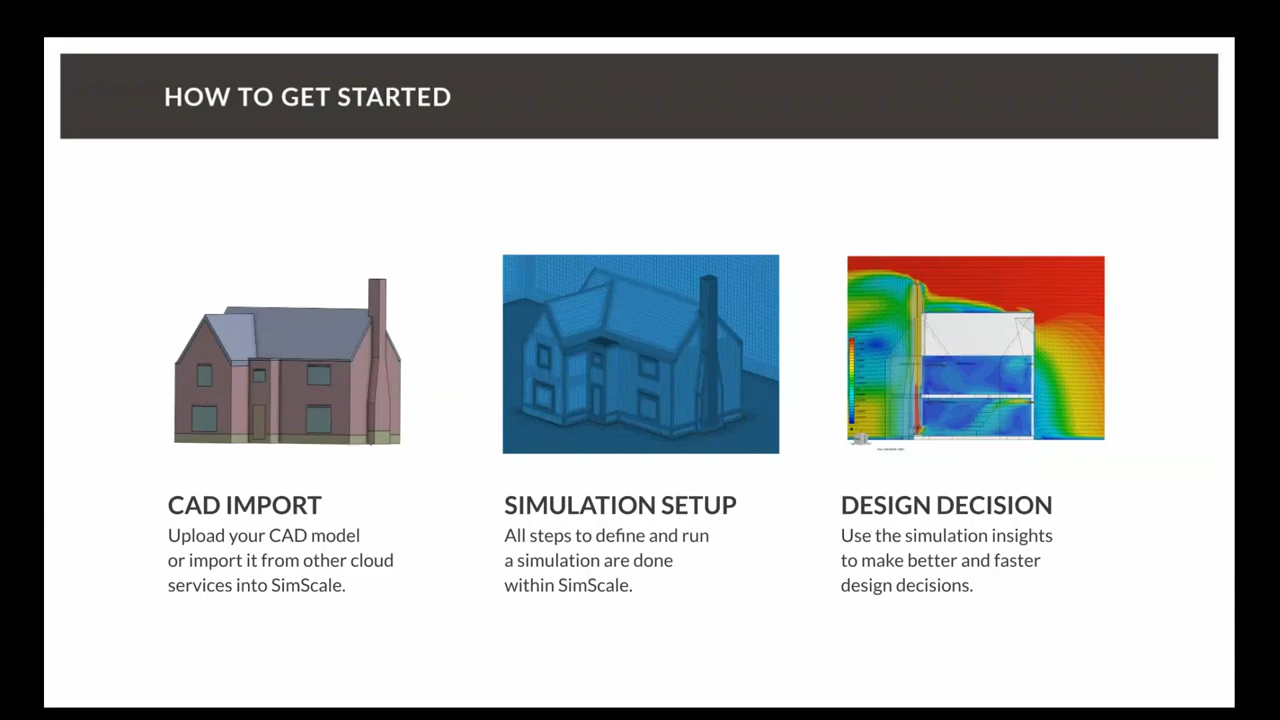 HOW TO GET STARTED
CAD IMPORT
Upload your CAD model
or import it from other cloud
services into SimScale.
SIMULATION SETUP
All steps to define and run
a simulation are done
within SimScale.
DESIGN DECISION
Use the simulation insights
to make better and faster
design decisions.